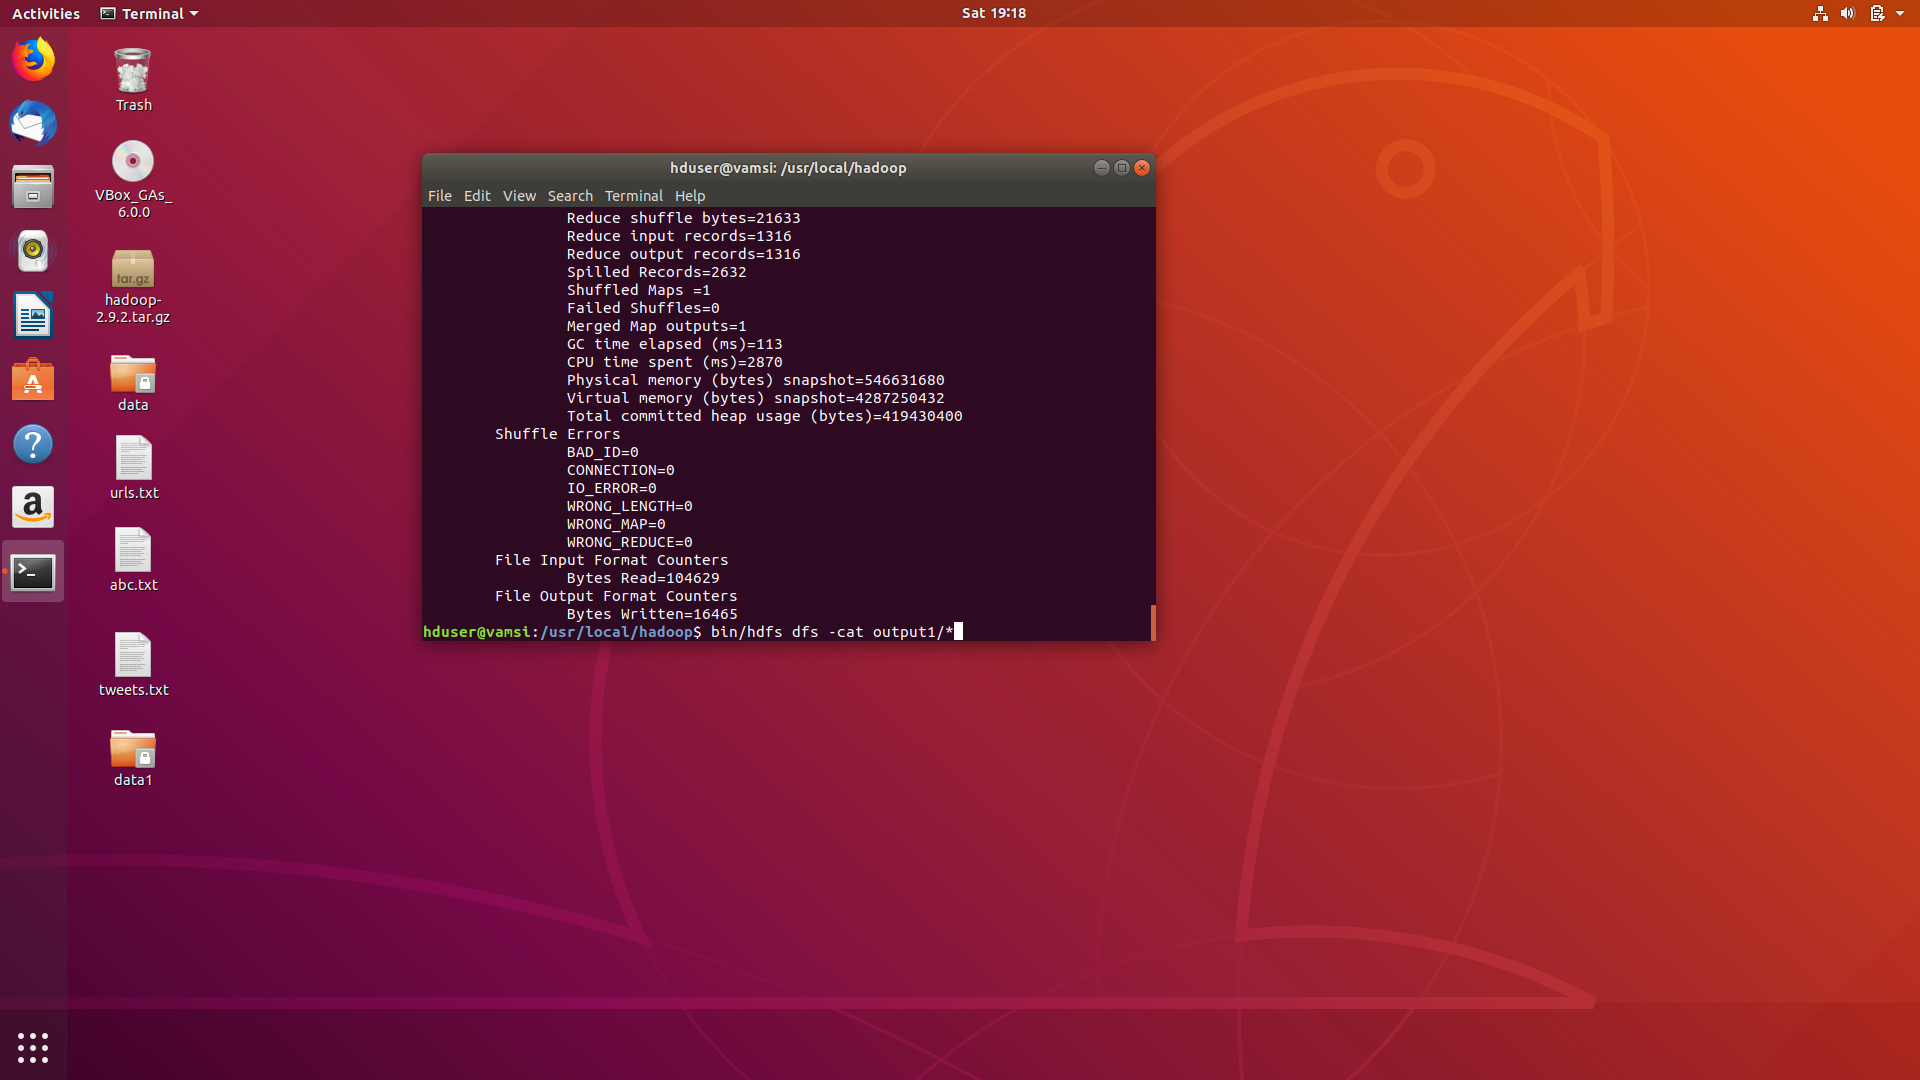 Activities Terminal Sat 19:18
Trash
VBox_GAs_
6.0.0
tar.gz
hadoop-
2.9.2.tar.gz
data
urls.txt
abc.txt
tweets.txt
data1
hduser@vamsi: /usr/local/hadoop
File Edit View Search Terminal Help
Reduce shuffle bytes=21633
Reduce input records=1316
Reduce output records=1316
Spilled Records=2632
Shuffled Maps =1
Failed Shuffles=0
Merged Map outputs=1
GC time elapsed (ms)=113
CPU time spent (ms)=2870
Physical memory (bytes) snapshot=546631680
Virtual memory (bytes) snapshot=4287250432
Total committed heap usage (bytes)=419430400
Shuffle Errors
BAD_ID=0
CONNECTION=0
IO_ERROR=0
WRONG_LENGTH=0
WRONG_MAP=0
WRONG_REDUCE=0
File Input Format Counters
Bytes Read=104629
File Output Format Counters
Bytes Written=16465
hduser@vamsi:/usr/local/hadoop$ bin/hdfs dfs -cat output1/*